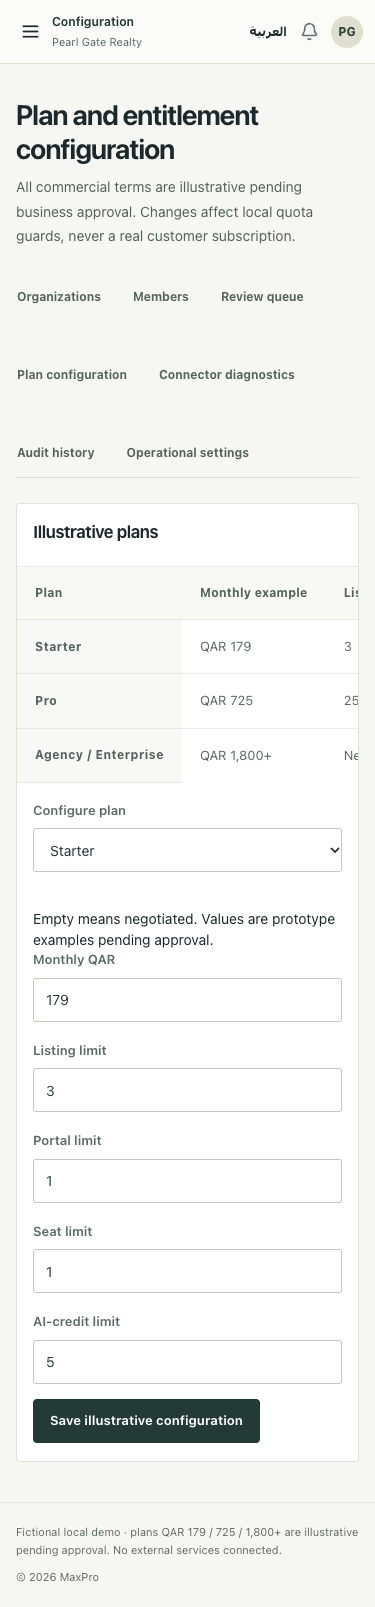 Configuration
Pearl Gate Realty
العربية
PG
Plan and entitlement
configuration
All commercial terms are illustrative pending
business approval. Changes affect local quota
guards, never a real customer subscription.
Organizations Members Review queue
Plan configuration Connector diagnostics
Audit history Operational settings
Illustrative plans
Plan Monthly example
Starter QAR 179 3
Pro QAR 725 25
Agency / Enterprise QAR 1,800+
Configure plan
Starter
Empty means negotiated. Values are prototype
examples pending approval.
Monthly QAR
179
Listing limit
3
Portal limit
1
Seat limit
1
AI-credit limit
5
Save illustrative configuration
Fictional local demo · plans QAR 179 / 725 / 1,800+ are illustrative
pending approval. No external services connected.
© 2026 MaxPro